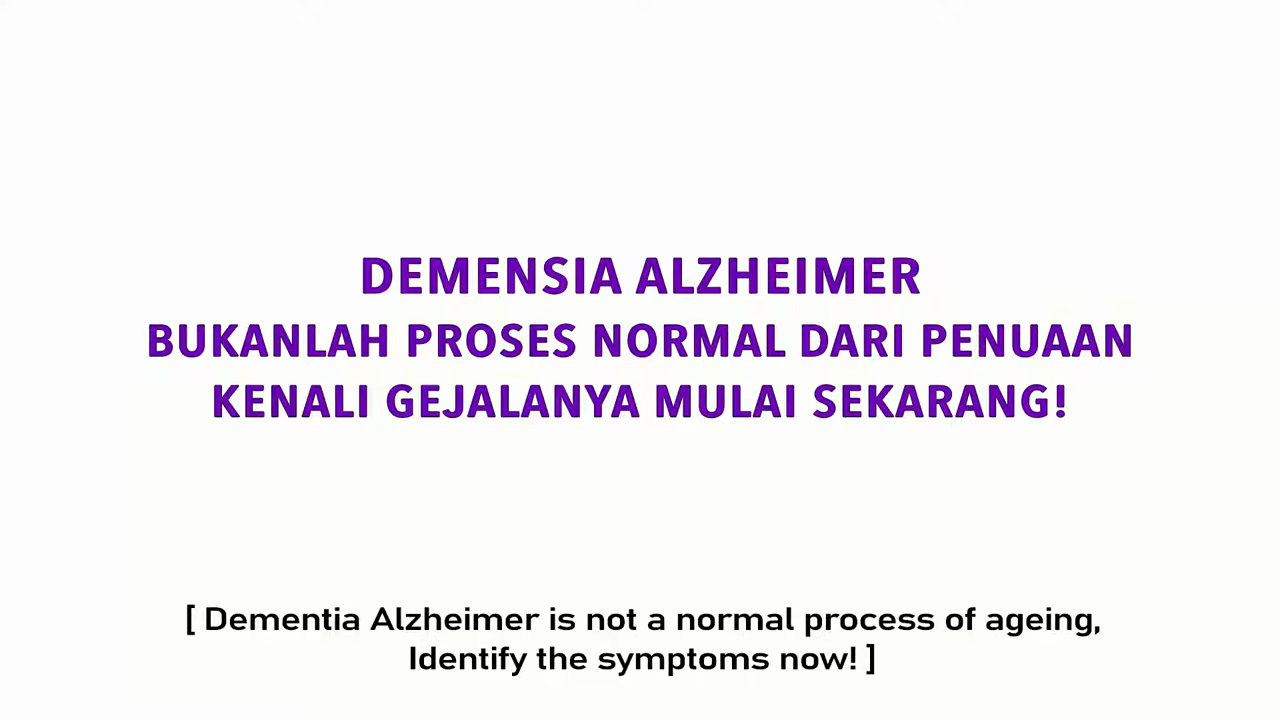 DEMENSIA ALZHEIMER
BUKANLAH PROSES NORMAL DARI PENUAAN
KENALI GEJALANYA MULAI SEKARANG!
[ Dementia Alzheimer is not a normal process of ageing,
Identify the symptoms now! ]